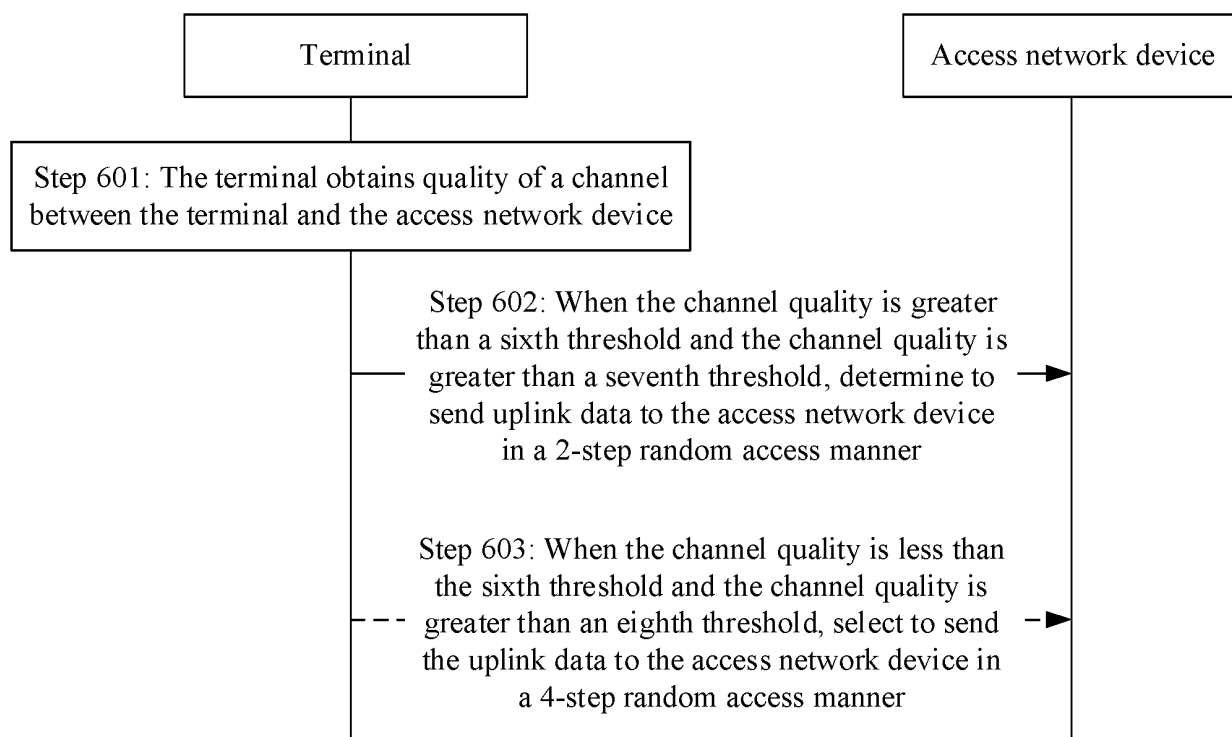 Terminal
Access network device
Step 601: The terminal obtains quality of a channel
between the terminal and the access network device
Step 602: When the channel quality is greater
than a sixth threshold and the channel quality is
greater than a seventh threshold, determine to
send uplink data to the access network device
in a 2-step random access manner
Step 603: When the channel quality is less than
the sixth threshold and the channel quality is
greater than an eighth threshold, select to send
the uplink data to the access network device in
a 4-step random access manner